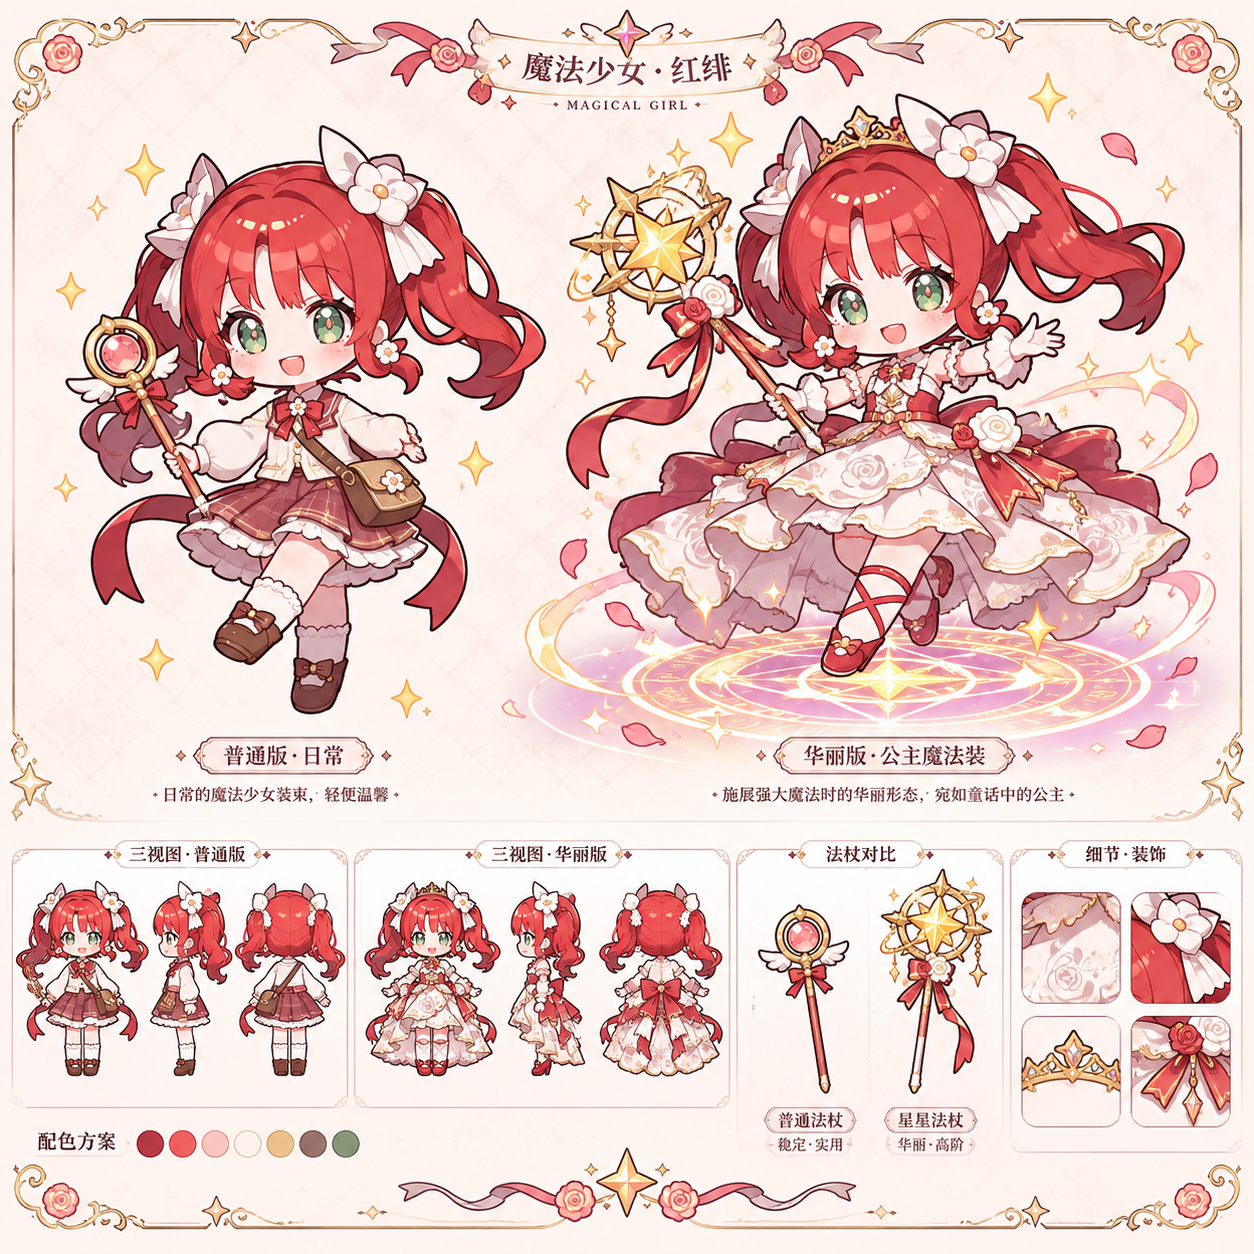 魔法少女·红绯
MAGICAL GIRL
普通版·日常
日常的魔法少女装束，轻便温馨
华丽版·公主魔法装
施展强大魔法时的华丽形态，宛如童话中的公主
三视图·普通版
三视图·华丽版
法杖对比
细节·装饰
普通法杖
稳定·实用
星星法杖
华丽·高阶
配色方案